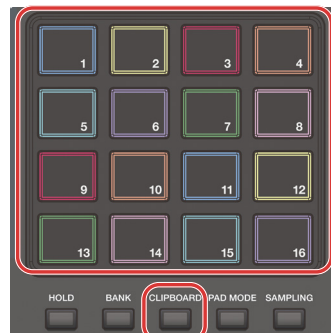 1 2 3 4
5 6 7 8
9 10 11 12
13 14 15 16
HOLD BANK CLIPBOARD PAD MODE SAMPLING